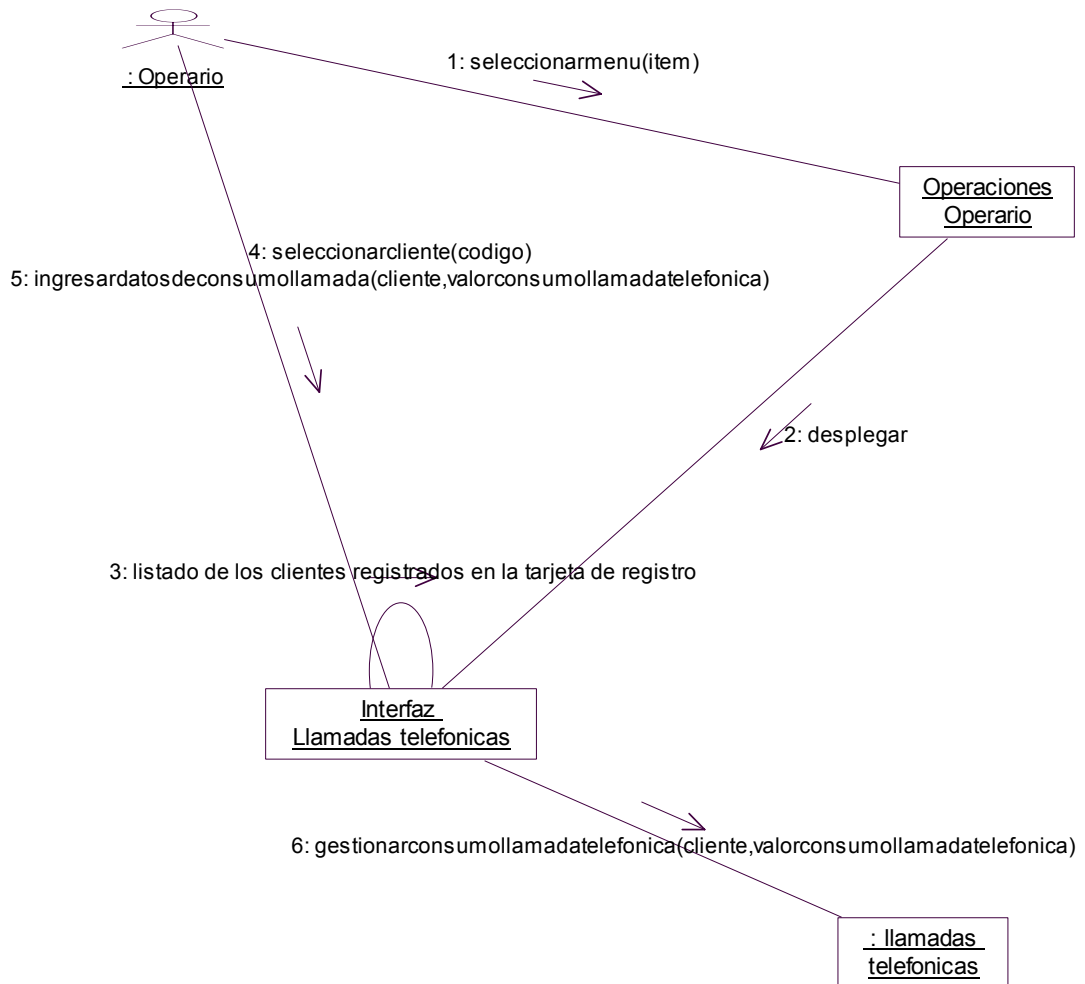 : Operario
1: seleccionarmenu(item)
Operaciones
Operario
4: seleccionarcliente(codigo)
5: ingresardatosdeconsumollamada(cliente,valorconsumollamadatelefonica)
2: desplegar
3: listado de los clientes registrados en la tarjeta de registro
Interfaz
Llamadas telefonicas
6: gestionarconsumollamadatelefonica(cliente,valorconsumollamadatelefonica)
: llamadas
telefonicas